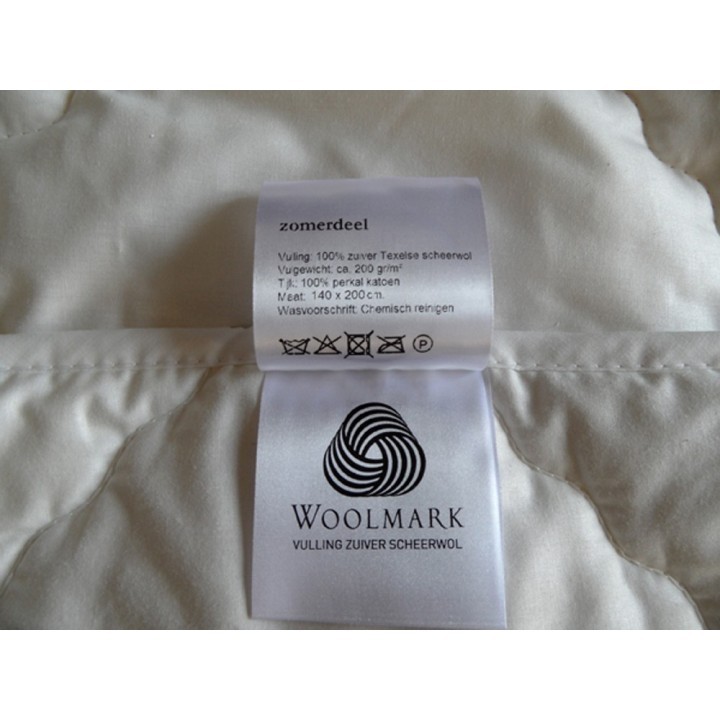 zomerdeel
Vuling: 100% zuiver Texelse scheerwol
Vulgewicht: ca. 200 gr/m²
Tijk: 100% perkal katoen
Maat: 140 x 200cm.
Wasvoorschrift: Chemisch reinigen
P
WOOLMARK
VULLING ZUIVER SCHEERWOL